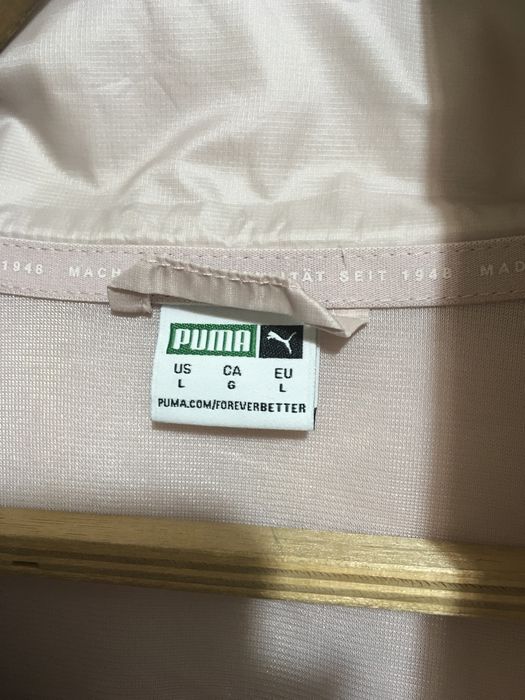 1948 MACH ITÄT SEIT 1948 MAD
PUMA
US CA EU
L G L
PUMA.COM/FOREVERBETTER